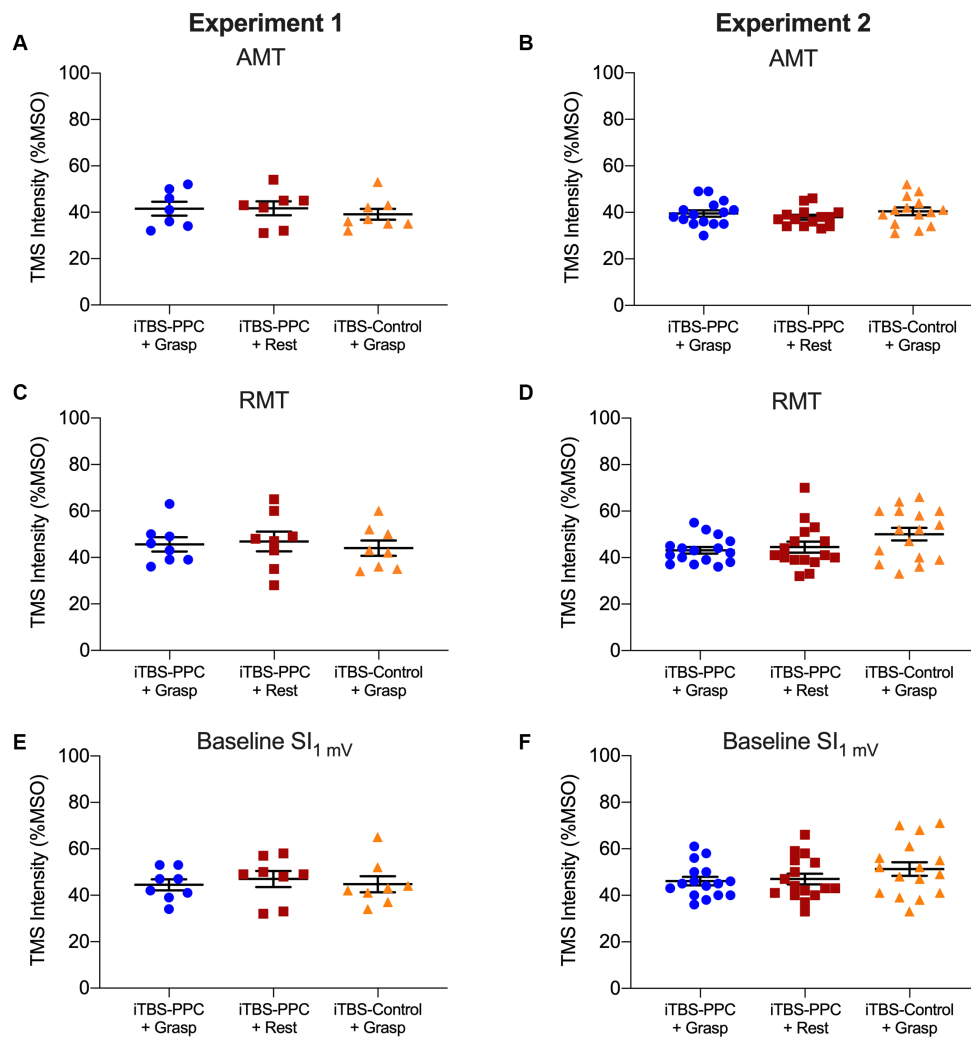 Experiment 1
Experiment 2
A
AMT
TMS Intensity (%MSO)
100
80
60
40
20
0
iTBS-PPC
+ Grasp
iTBS-PPC
+ Rest
iTBS-Control
+ Grasp
B
AMT
TMS Intensity (%MSO)
100
80
60
40
20
0
iTBS-PPC
+ Grasp
iTBS-PPC
+ Rest
iTBS-Control
+ Grasp
C
RMT
TMS Intensity (%MSO)
100
80
60
40
20
0
iTBS-PPC
+ Grasp
iTBS-PPC
+ Rest
iTBS-Control
+ Grasp
D
RMT
TMS Intensity (%MSO)
100
80
60
40
20
0
iTBS-PPC
+ Grasp
iTBS-PPC
+ Rest
iTBS-Control
+ Grasp
E
Baseline SI1 mV
TMS Intensity (%MSO)
100
80
60
40
20
0
iTBS-PPC
+ Grasp
iTBS-PPC
+ Rest
iTBS-Control
+ Grasp
F
Baseline SI1 mV
TMS Intensity (%MSO)
100
80
60
40
20
0
iTBS-PPC
+ Grasp
iTBS-PPC
+ Rest
iTBS-Control
+ Grasp